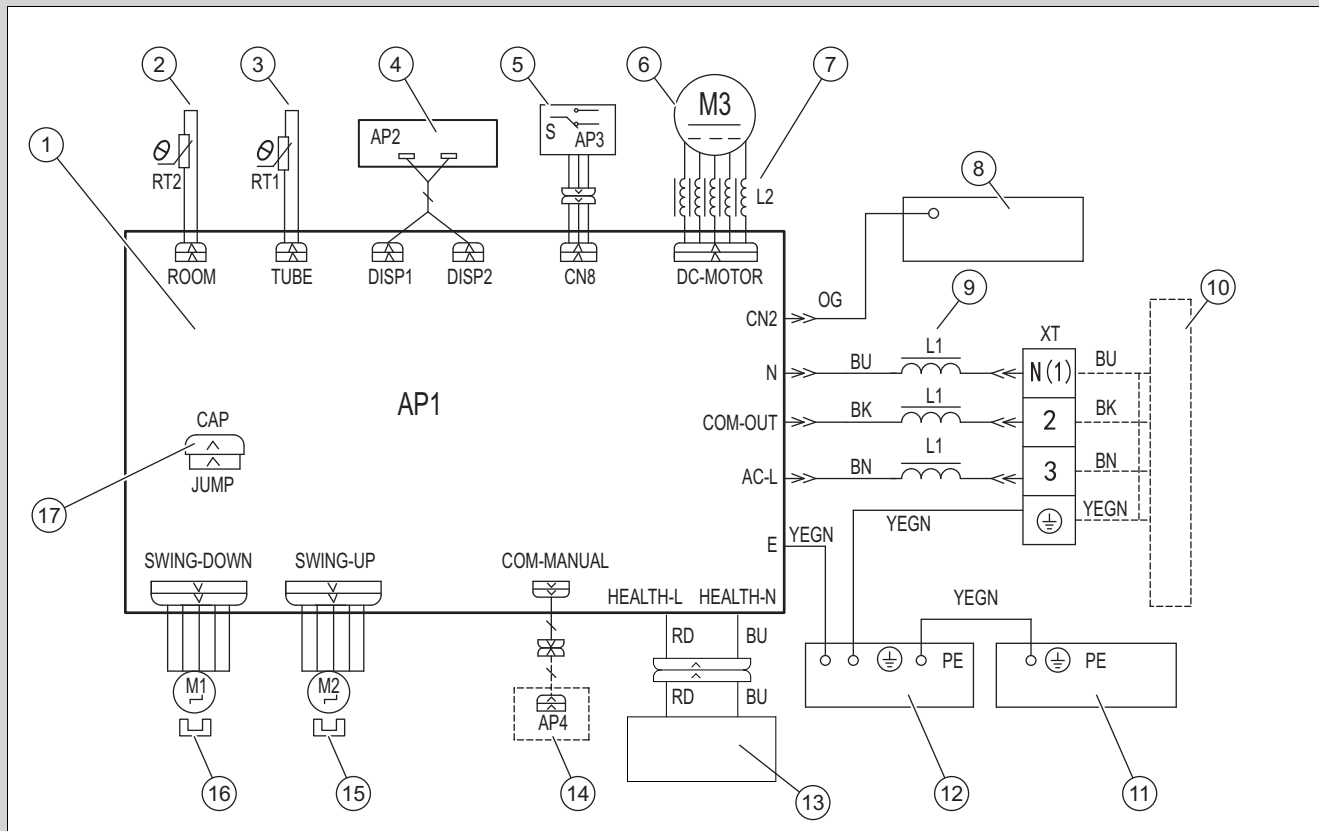 2
3
4
5
6
7
M3
1
AP2
S
AP3
8
RT2
RT1
L2
ROOM
TUBE
DISP1
DISP2
CN8
DC-MOTOR
CN2
OG
9
10
XT
N
BU
L1
N(1)
BU
AP1
CAP
COM-OUT
BK
L1
2
BK
JUMP
AC-L
BN
L1
3
BN
17
E
YEGN
YEGN
YEGN
SWING-DOWN
SWING-UP
COM-MANUAL
HEALTH-L
HEALTH-N
YEGN
RD
BU
PE
PE
M1
M2
RD
BU
AP4
16
15
14
13
12
11